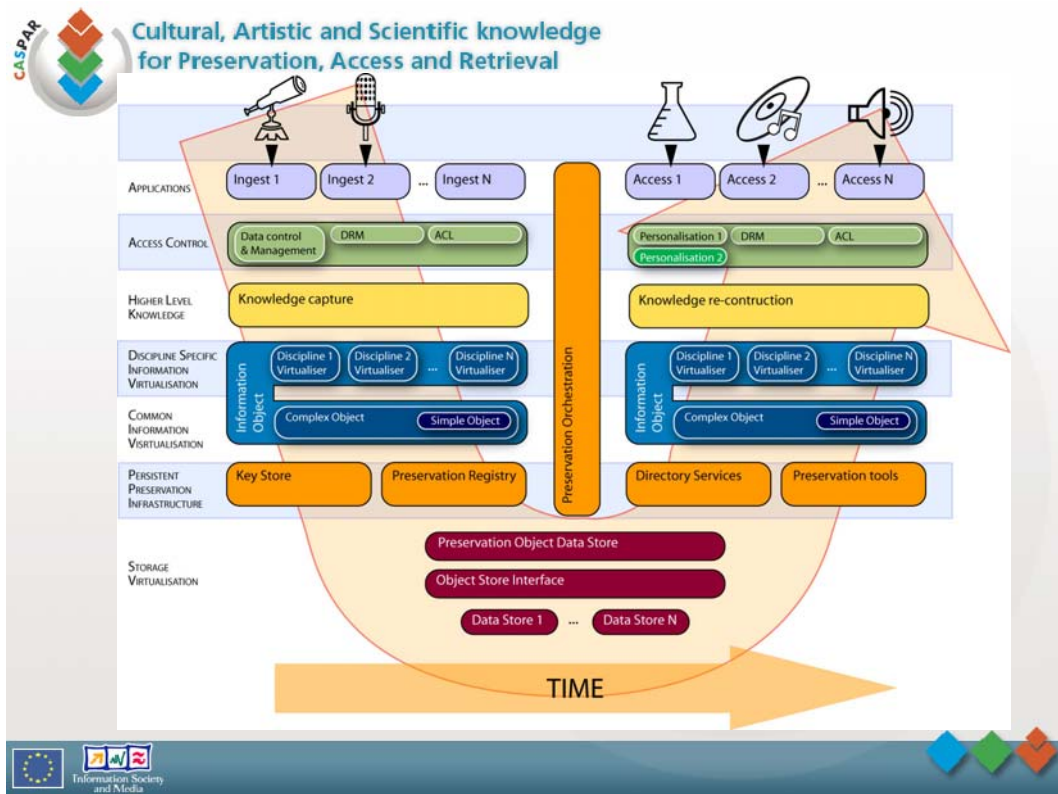 CASPAR
Cultural, Artistic and Scientific knowledge
for Preservation, Access and Retrieval
APPLICATIONS
Ingest 1
Ingest 2
...
Ingest N
Access 1
Access 2
...
Access N
ACCESS CONTROL
Data control
& Management
DRM
ACL
Personalisation 1
Personalisation 2
DRM
ACL
HIGHER LEVEL
KNOWLEDGE
Knowledge capture
Knowledge re-contruction
DISCIPLINE SPECIFIC
INFORMATION
VIRTUALISATION
Information
Object
Discipline 1
Virtualiser
Discipline 2
Virtualiser
...
Discipline N
Virtualiser
Information
Object
Discipline 1
Virtualiser
Discipline 2
Virtualiser
...
Discipline N
Virtualiser
COMMON
INFORMATION
VISRTUALISATION
Complex Object
Simple Object
Complex Object
Simple Object
Preservation Orchestration
PERSISTENT
PRESERVATION
INFRASTRUCTURE
Key Store
Preservation Registry
Directory Services
Preservation tools
STORAGE
VIRTUALISATION
Preservation Object Data Store
Object Store Interface
Data Store 1
...
Data Store N
TIME
Information Society
and Media